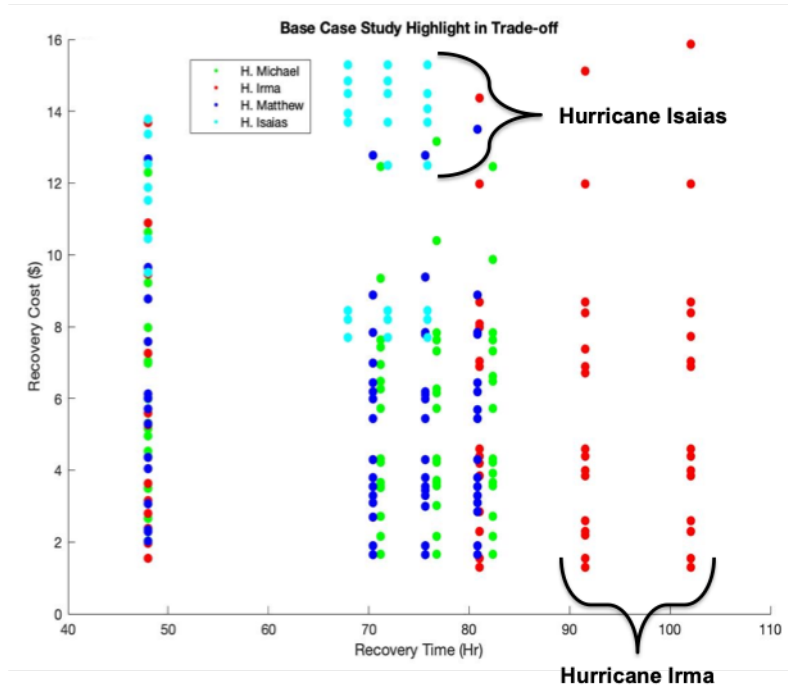 Base Case Study Highlight in Trade-off
16
14
12
10
8
6
4
2
0
Recovery Cost ($)
H. Michael
H. Irma
H. Matthew
H. Isaias
Hurricane Isaias
40 50 60 70 80 90 100 110
Recovery Time (Hr)
Hurricane Irma